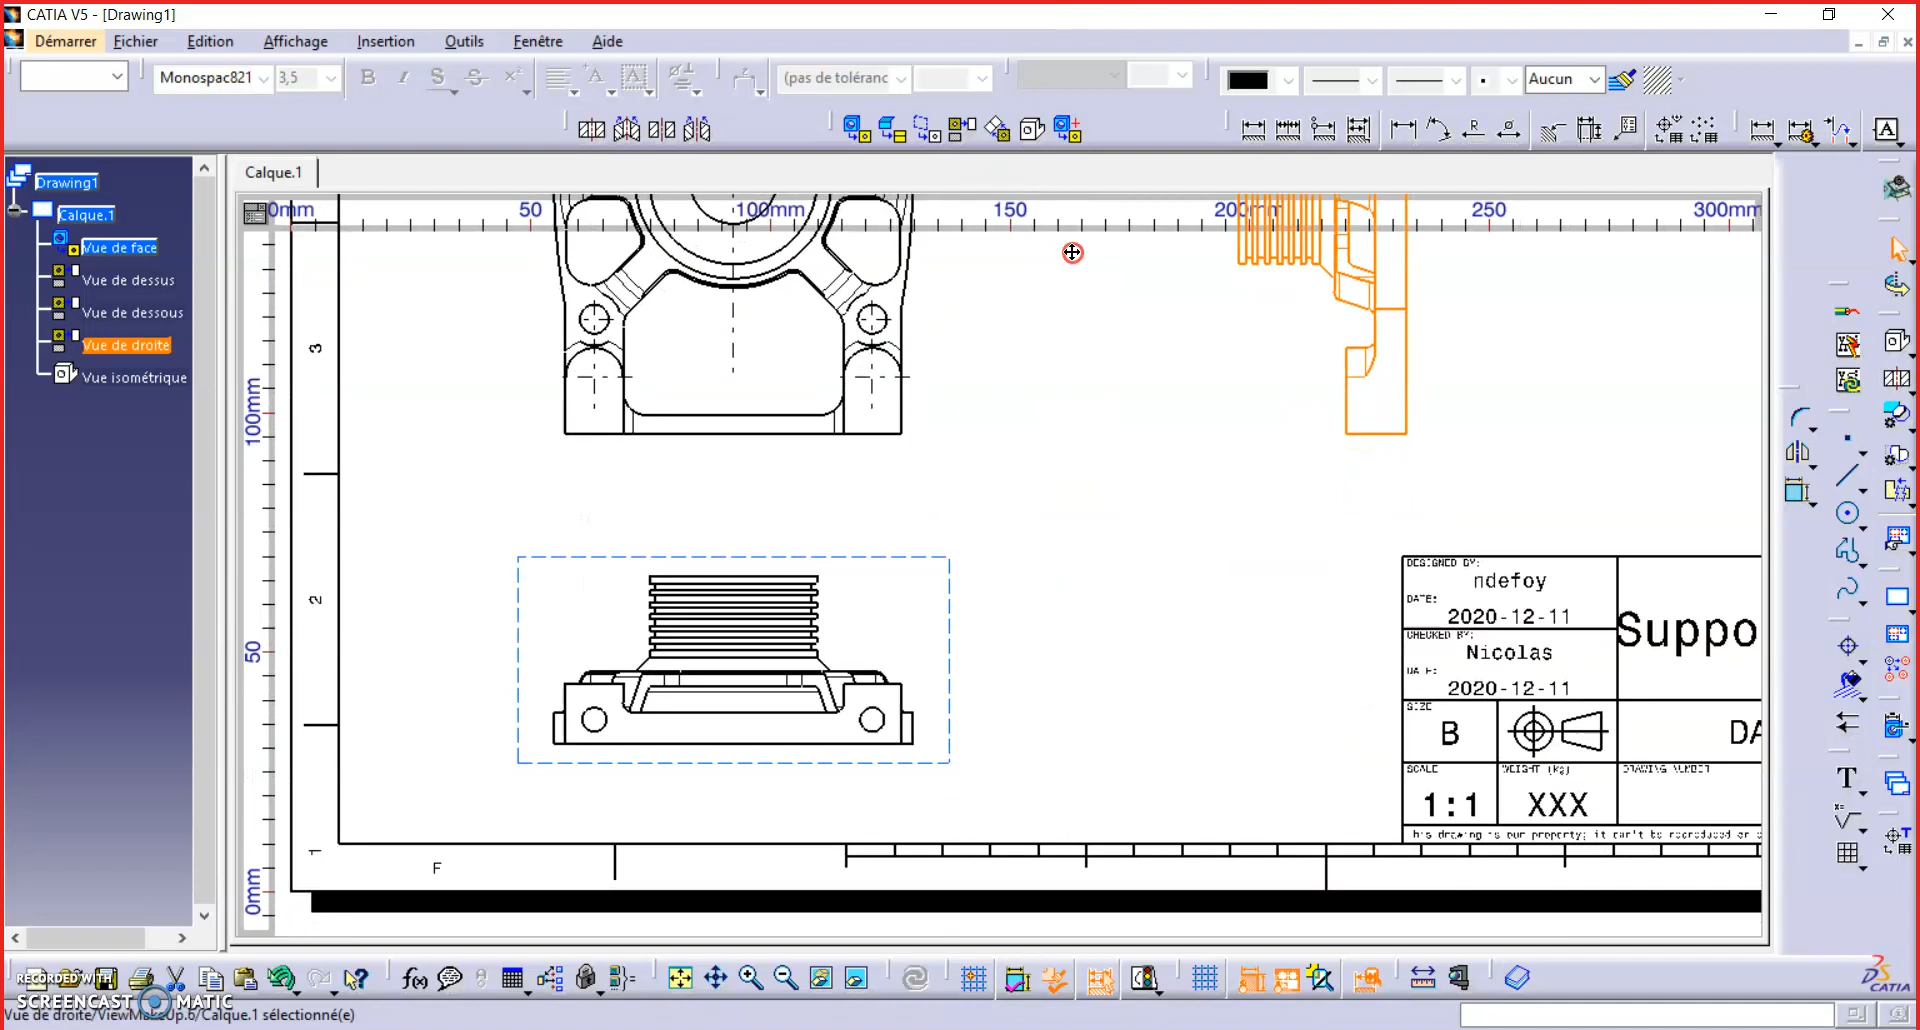 CATIA V5 - [Drawing1]
Démarrer Fichier Edition Affichage Insertion Outils Fenêtre Aide
Monospac821 3,5 B I S S (pas de toléranc Aucun
Drawing1
Calque.1
Vue de face
Vue de dessus
Vue de dessous
Vue de droite
Vue isométrique
Calque.1
0mm 50 100mm 150 200mm 250 300mm
100mm
50
0mm
3
2
1
F
DESIGNED BY:
ndefoy
DATE:
2020-12-11
CHECKED BY:
Nicolas
DATE:
2020-12-11
SIZE
B
SCALE
1:1
WEIGHT (kg)
XXX
Suppo
DA
DRAWING NUMBER
his drawing is our property; it can't be reproduced or
RECORDED WITH
SCREENCAST MATIC
CATIA
Vue de droite/ViewMakeUp.6/Calque.1 sélectionné(e)